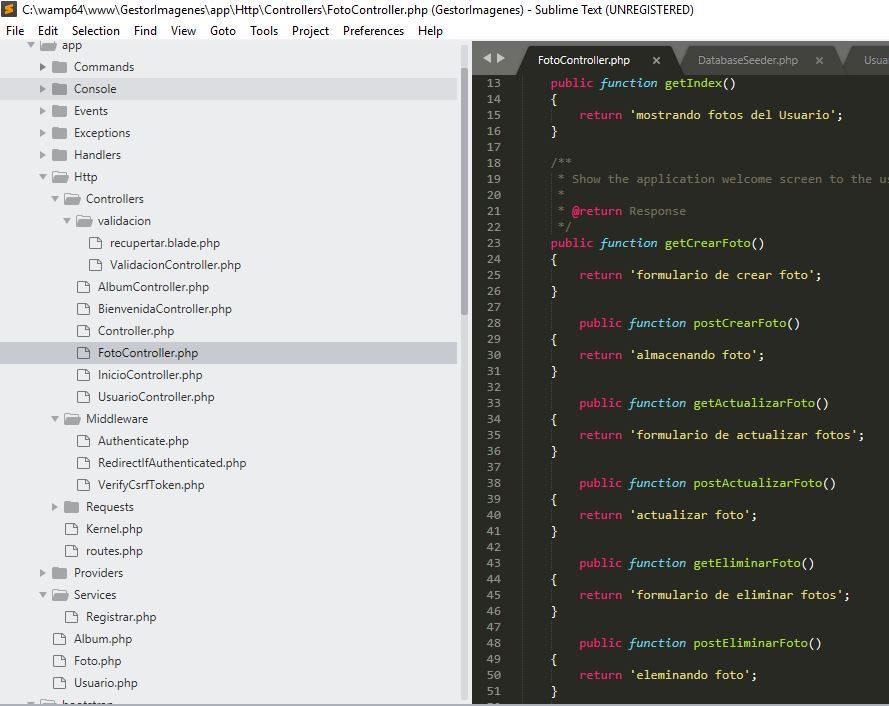 C:\wamp64\www\GestorImagenes\app\Http\Controllers\FotoController.php (GestorImagenes) - Sublime Text (UNREGISTERED)
File Edit Selection Find View Goto Tools Project Preferences Help
app
Commands
Console
Events
Exceptions
Handlers
Http
Controllers
validacion
recupertar.blade.php
ValidacionController.php
AlbumController.php
BienvenidaController.php
Controller.php
FotoController.php
InicioController.php
UsuarioController.php
Middleware
Authenticate.php
RedirectIfAuthenticated.php
VerifyCsrfToken.php
Requests
Kernel.php
routes.php
Providers
Services
Registrar.php
Album.php
Foto.php
Usuario.php
bootstrap
FotoController.php × DatabaseSeeder.php × Usua
13 public function getIndex()
14 {
15 return 'mostrando fotos del Usuario';
16 }
17
18 /**
19 * Show the application welcome screen to the us
20 *
21 * @return Response
22 */
23 public function getCrearFoto()
24 {
25 return 'formulario de crear foto';
26 }
27
28 public function postCrearFoto()
29 {
30 return 'almacenando foto';
31 }
32
33 public function getActualizarFoto()
34 {
35 return 'formulario de actualizar fotos';
36 }
37
38 public function postActualizarFoto()
39 {
40 return 'actualizar foto';
41 }
42
43 public function getEliminarFoto()
44 {
45 return 'formulario de eliminar fotos';
46 }
47
48 public function postEliminarFoto()
49 {
50 return 'eleminando foto';
51 }